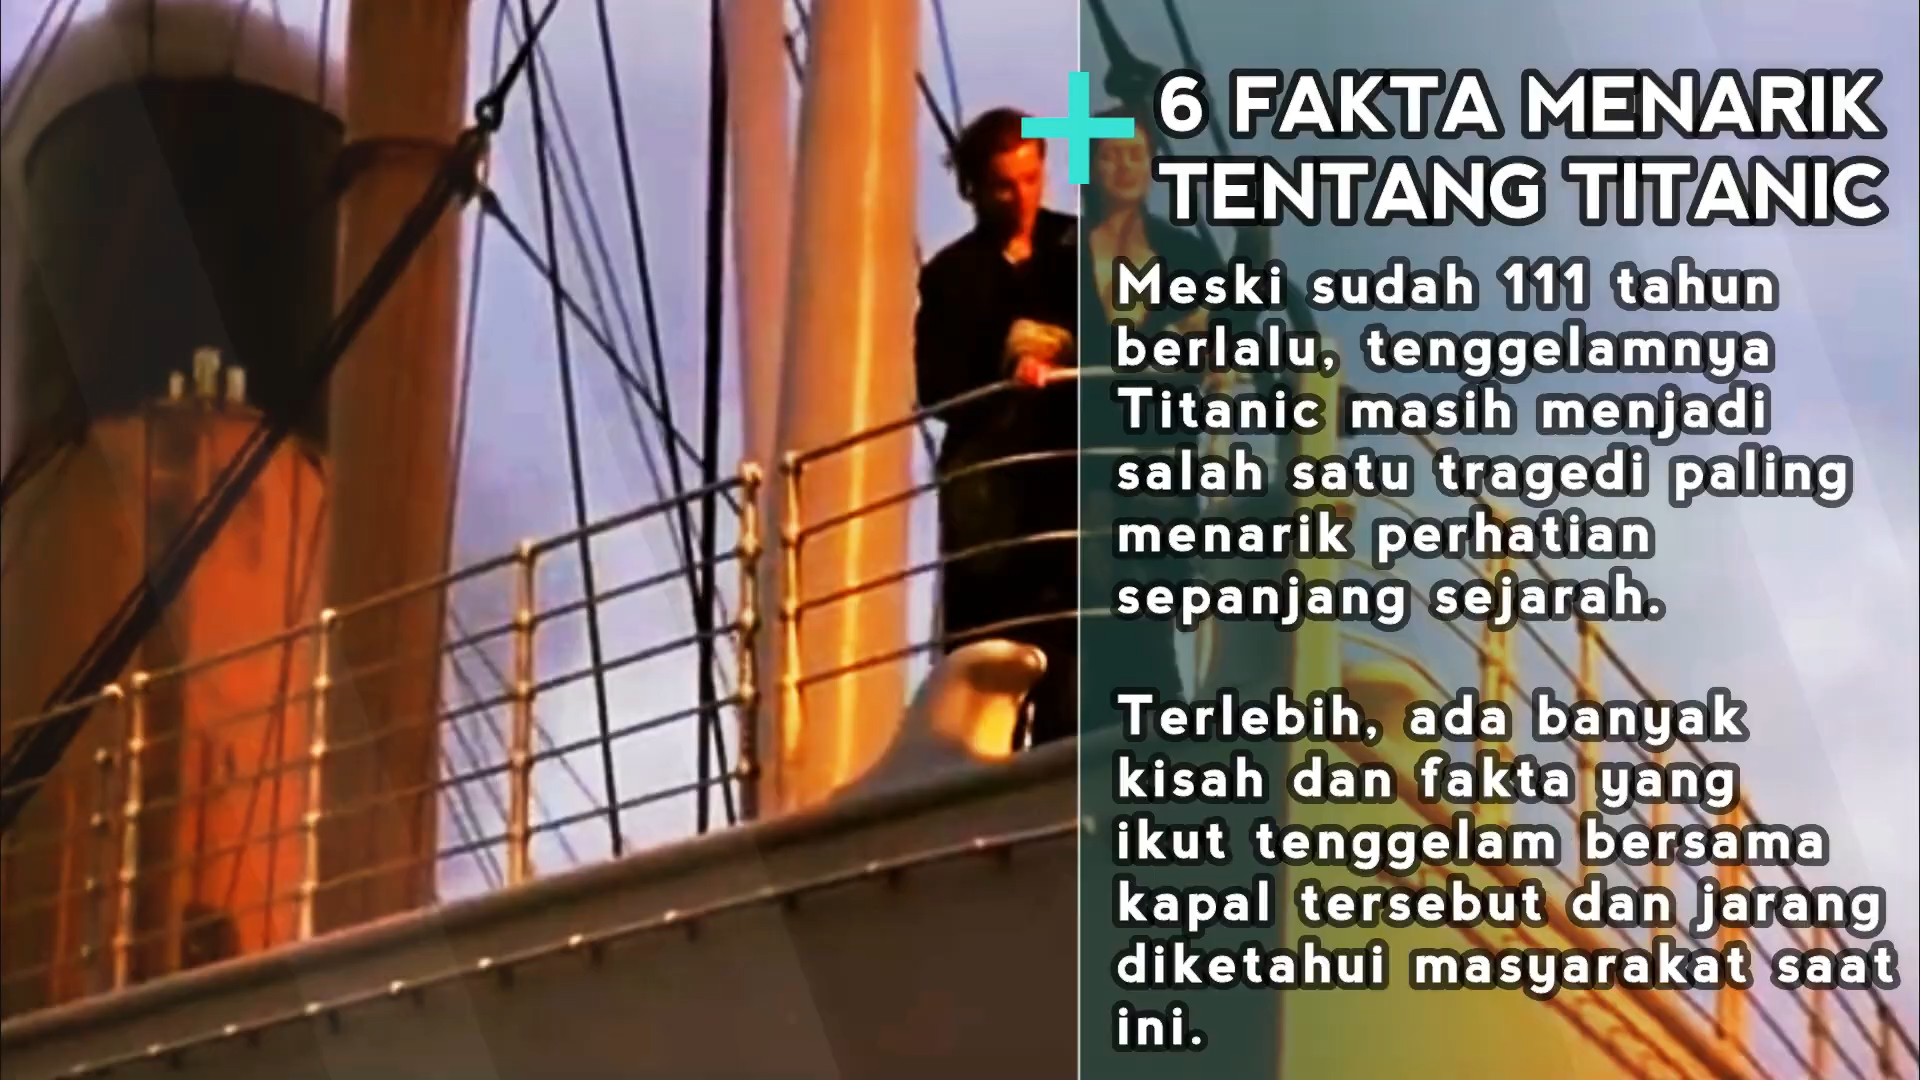 6 FAKTA MENARIK
TENTANG TITANIC
Meski sudah 111 tahun
berlalu, tenggelamnya
Titanic masih menjadi
salah satu tragedi paling
menarik perhatian
sepanjang sejarah.
Terlebih, ada banyak
kisah dan fakta yang
ikut tenggelam bersama
kapal tersebut dan jarang
diketahui masyarakat saat
ini.